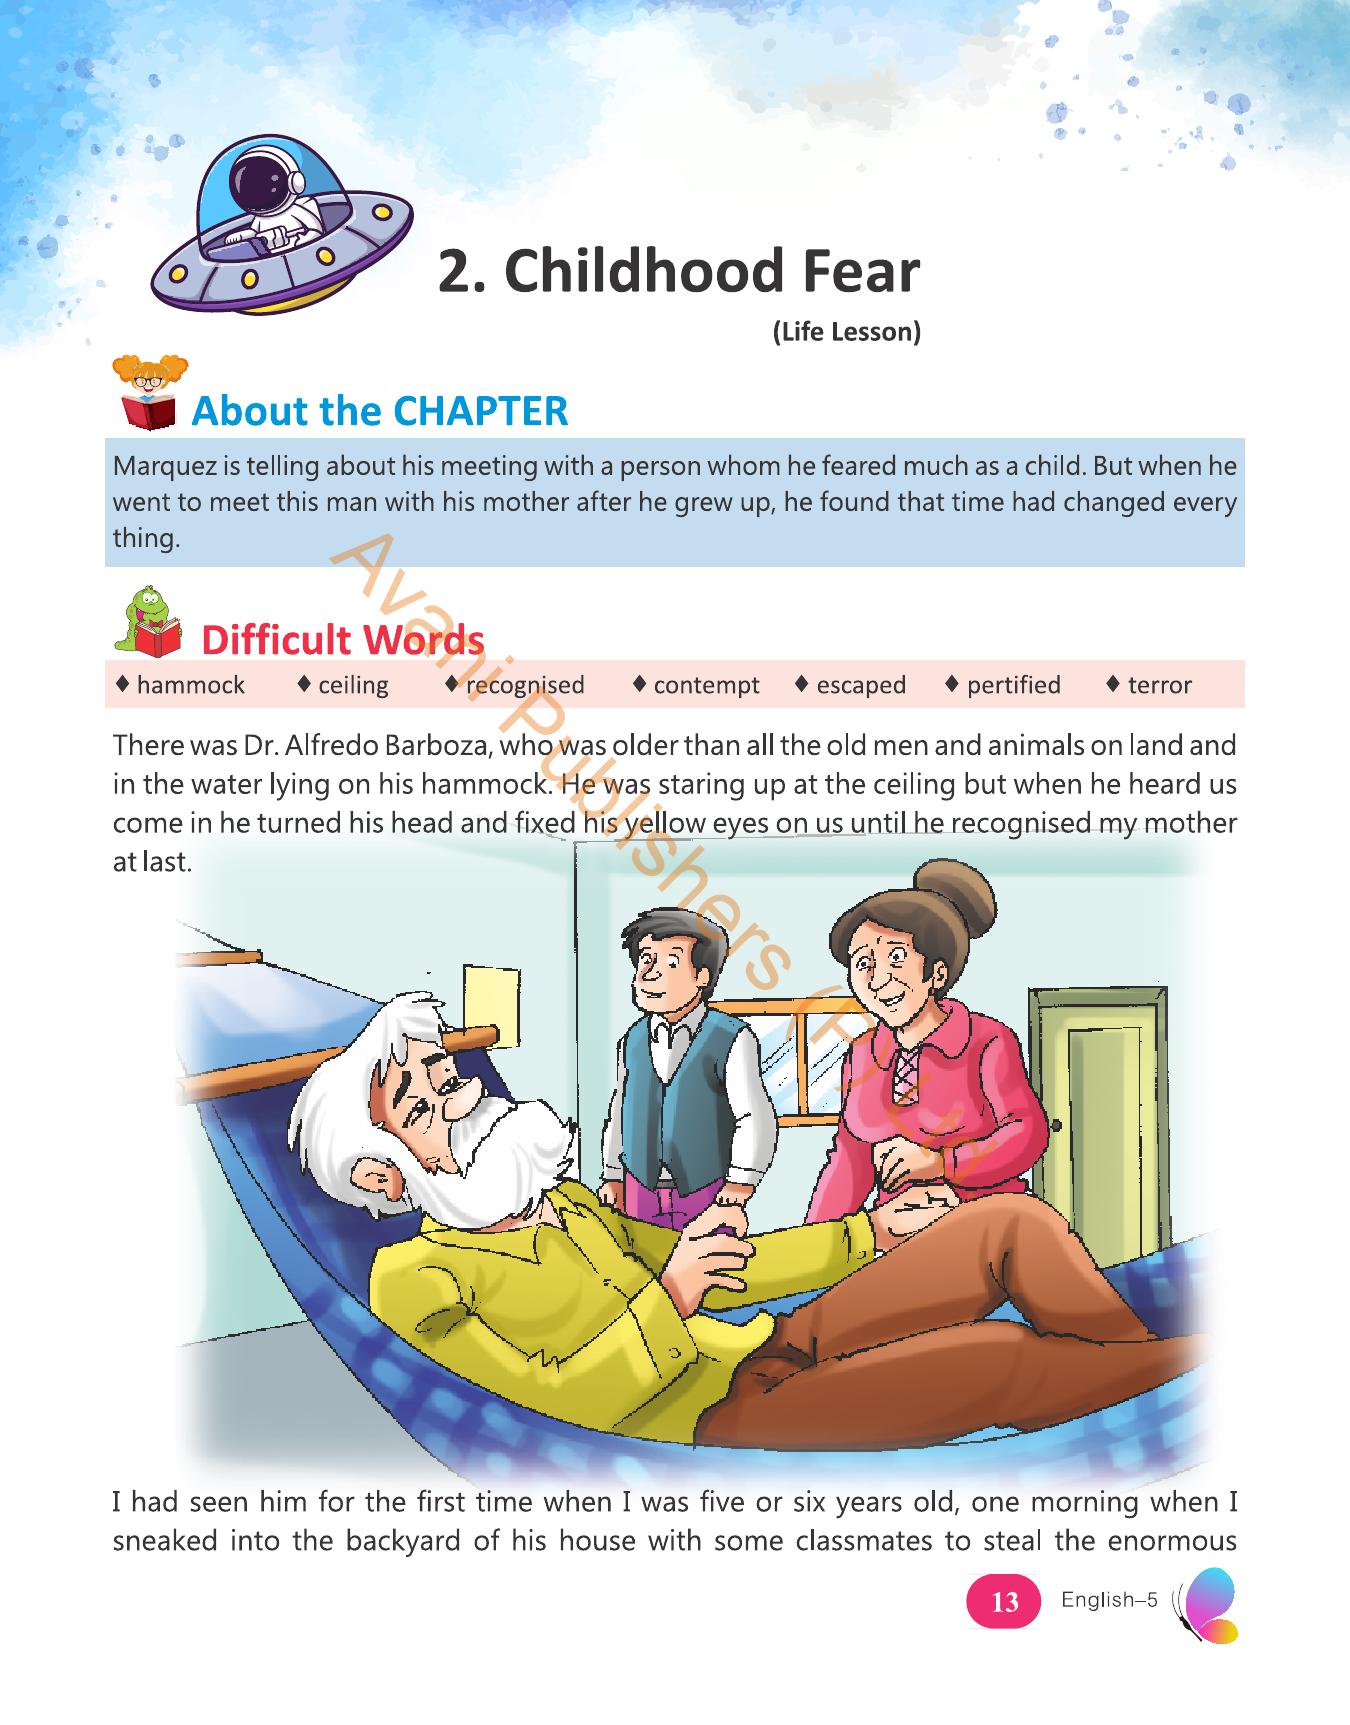 2. Childhood Fear
(Life Lesson)
About the CHAPTER
Marquez is telling about his meeting with a person whom he feared much as a child. But when he
went to meet this man with his mother after he grew up, he found that time had changed every
thing.
Difficult Words
♦ hammock ♦ ceiling ♦ recognised ♦ contempt ♦ escaped ♦ pertified ♦ terror
There was Dr. Alfredo Barboza, who was older than all the old men and animals on land and
in the water lying on his hammock. He was staring up at the ceiling but when he heard us
come in he turned his head and fixed his yellow eyes on us until he recognised my mother
at last.
Avani Publishers
I had seen him for the first time when I was five or six years old, one morning when I
sneaked into the backyard of his house with some classmates to steal the enormous
13 English–5